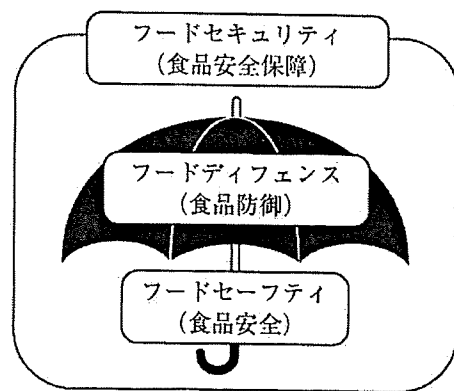 フードセキュリティ
（食品安全保障）
フードディフェンス
（食品防御）
フードセーフティ
（食品安全）